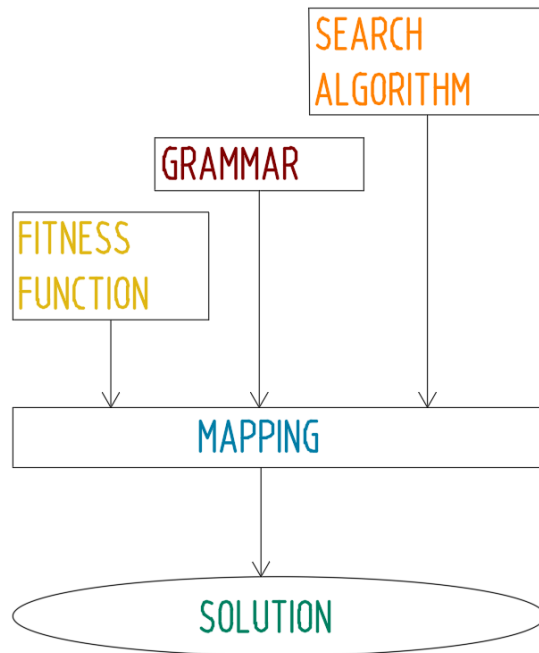 SEARCH
ALGORITHM
GRAMMAR
FITNESS
FUNCTION
MAPPING
SOLUTION